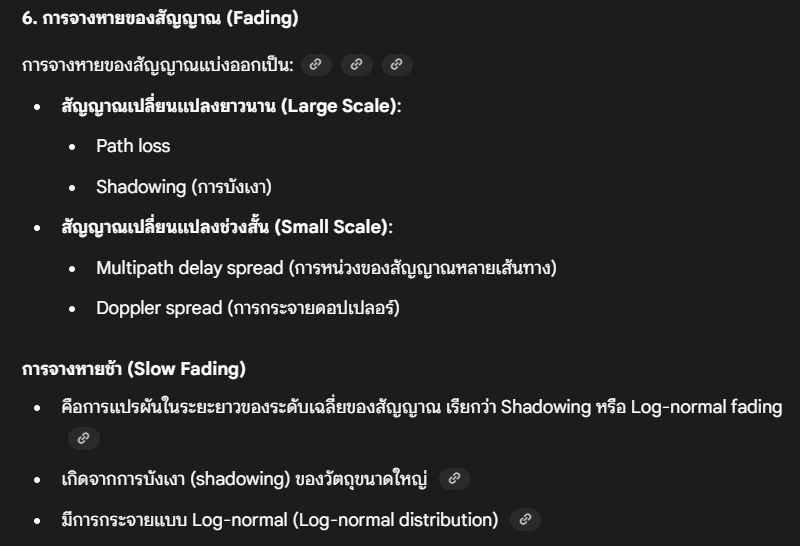 6. การจางหายของสัญญาณ (Fading)
การจางหายของสัญญาณแบ่งออกเป็น:
• สัญญาณเปลี่ยนแปลงยาวนาน (Large Scale):
• Path loss
• Shadowing (การบังเงา)
• สัญญาณเปลี่ยนแปลงช่วงสั้น (Small Scale):
• Multipath delay spread (การหน่วงของสัญญาณหลายเส้นทาง)
• Doppler spread (การกระจายดอปเปลอร์)
การจางหายช้า (Slow Fading)
• คือการแปรผันในระยะยาวของระดับเฉลี่ยของสัญญาณ เรียกว่า Shadowing หรือ Log-normal fading
• เกิดจากการบังเงา (shadowing) ของวัตถุขนาดใหญ่
• มีการกระจายแบบ Log-normal (Log-normal distribution)